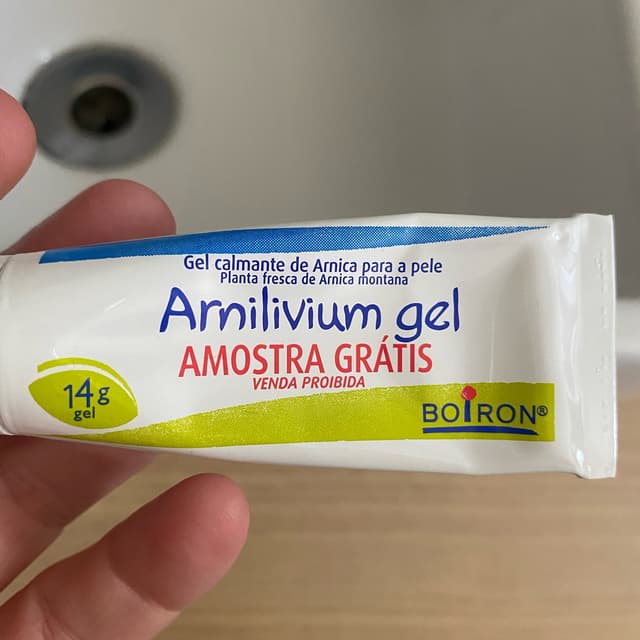 Gel calmante de Arnica para a pele
Planta fresca de Arnica montana
Arnilivium gel
AMOSTRA GRÁTIS
VENDA PROIBIDA
14 g
gel
BOIRON®